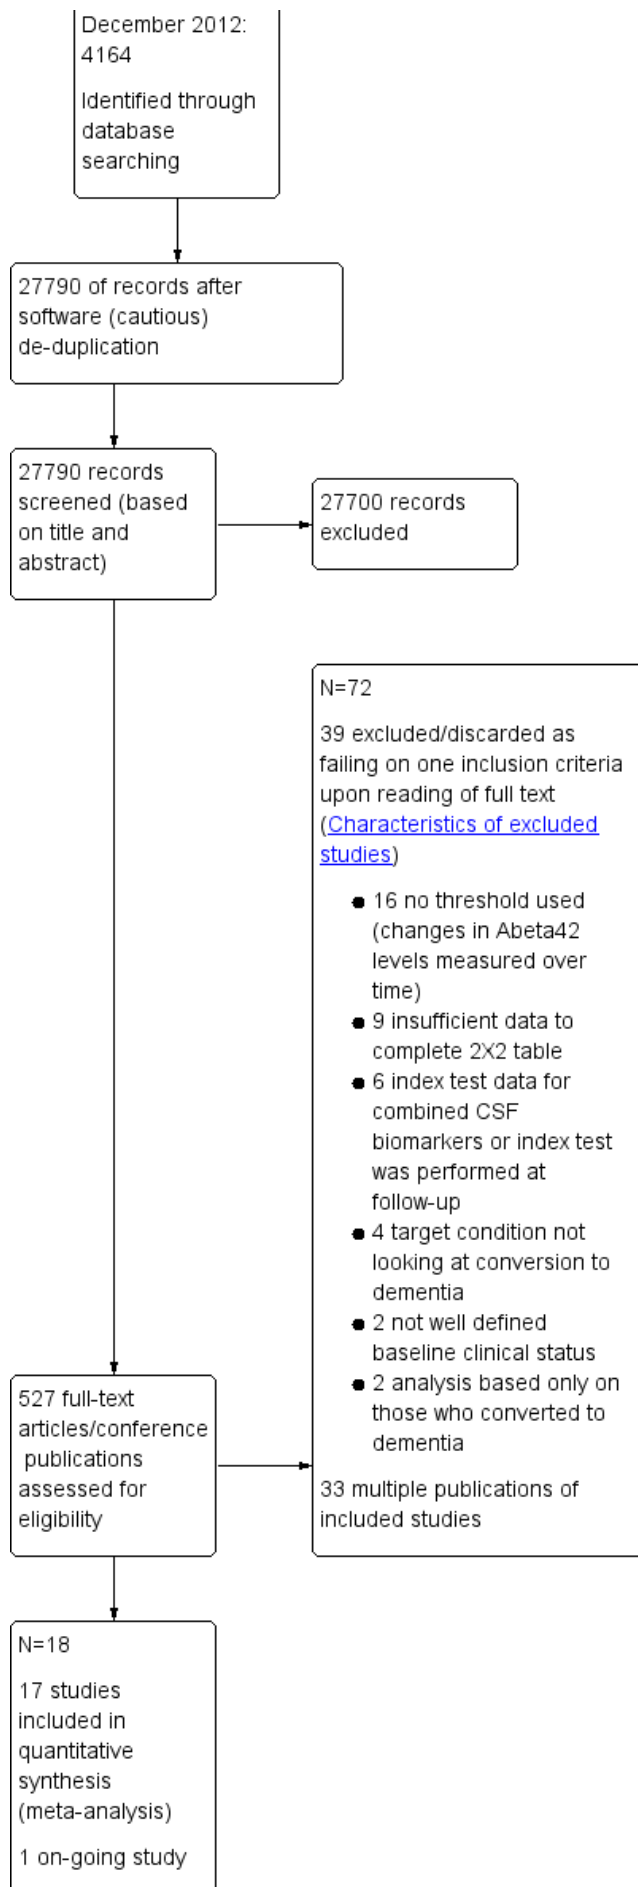 December 2012:
4164
Identified through
database
searching
27790 of records after
software (cautious)
de-duplication
27790 records
screened (based
on title and
abstract)
27700 records
excluded
N=72
39 excluded/discarded as
failing on one inclusion criteria
upon reading of full text
(Characteristics of excluded
studies)
● 16 no threshold used
(changes in Abeta42
levels measured over
time)
● 9 insufficient data to
complete 2X2 table
● 6 index test data for
combined CSF
biomarkers or index test
was performed at
follow-up
● 4 target condition not
looking at conversion to
dementia
● 2 not well defined
baseline clinical status
● 2 analysis based only on
those who converted to
dementia
33 multiple publications of
included studies
527 full-text
articles/conference
publications
assessed for
eligibility
N=18
17 studies
included in
quantitative
synthesis
(meta-analysis)
1 on-going study